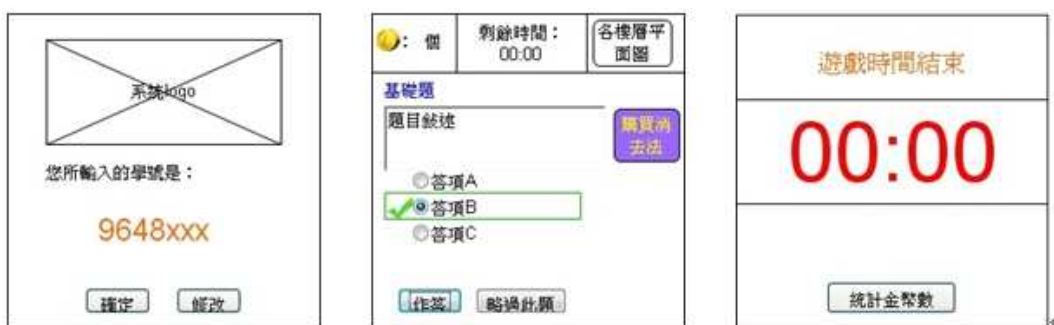 系統logo
您所輸入的學號是：
9648xxx
確定
修改
： 個
剩餘時間：
00:00
各樓層平
面圖
基礎題
題目敘述
購買消
去法
答項A
答項B
答項C
作答
略過此題
遊戲時間結束
00:00
統計金幣數